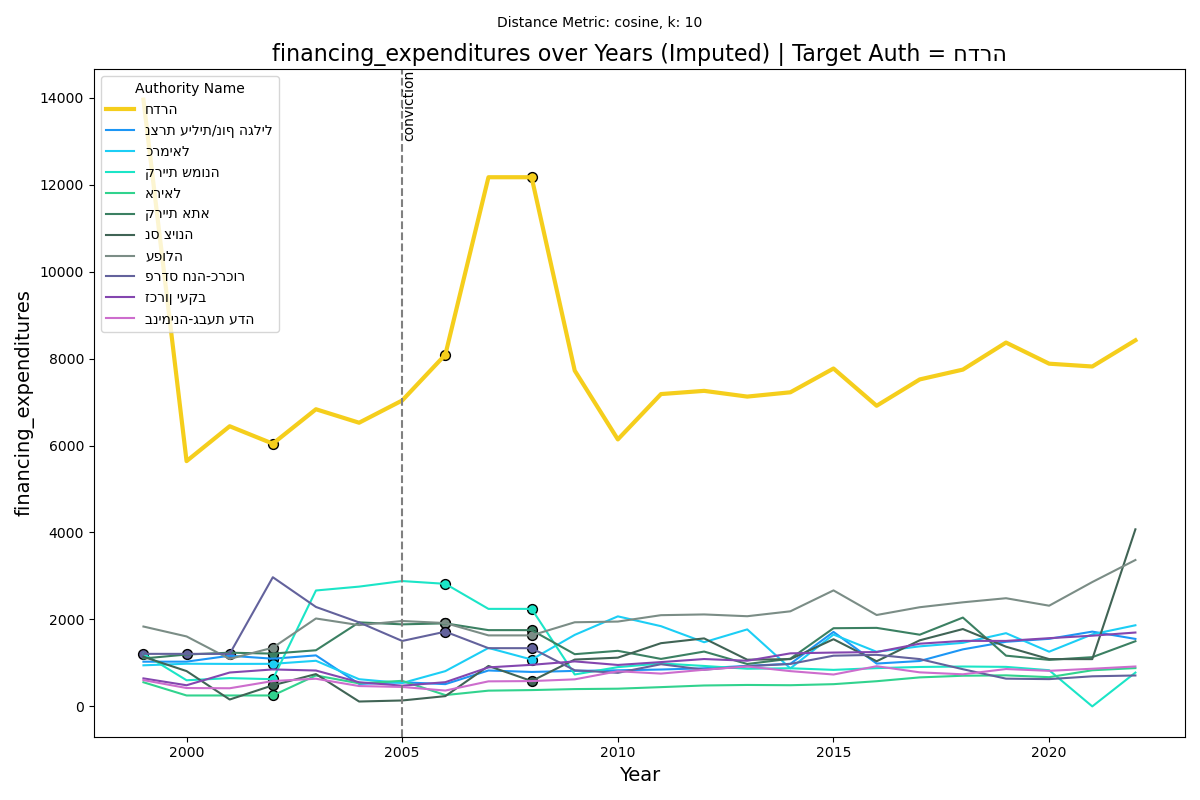 Distance Metric: cosine, k: 10
financing_expenditures over Years (Imputed) | Target Auth = חדרה
Authority Name
חדרה
נצרת עילית/נוף הגליל
כרמיאל
קריית שמונה
אריאל
קריית אתא
נס ציונה
עפולה
פרדס חנה-כרכור
זכרון יעקב
בנימינה-גבעת עדה
conviction
14000
12000
10000
8000
6000
4000
2000
0
financing_expenditures
2000
2005
2010
2015
2020
Year